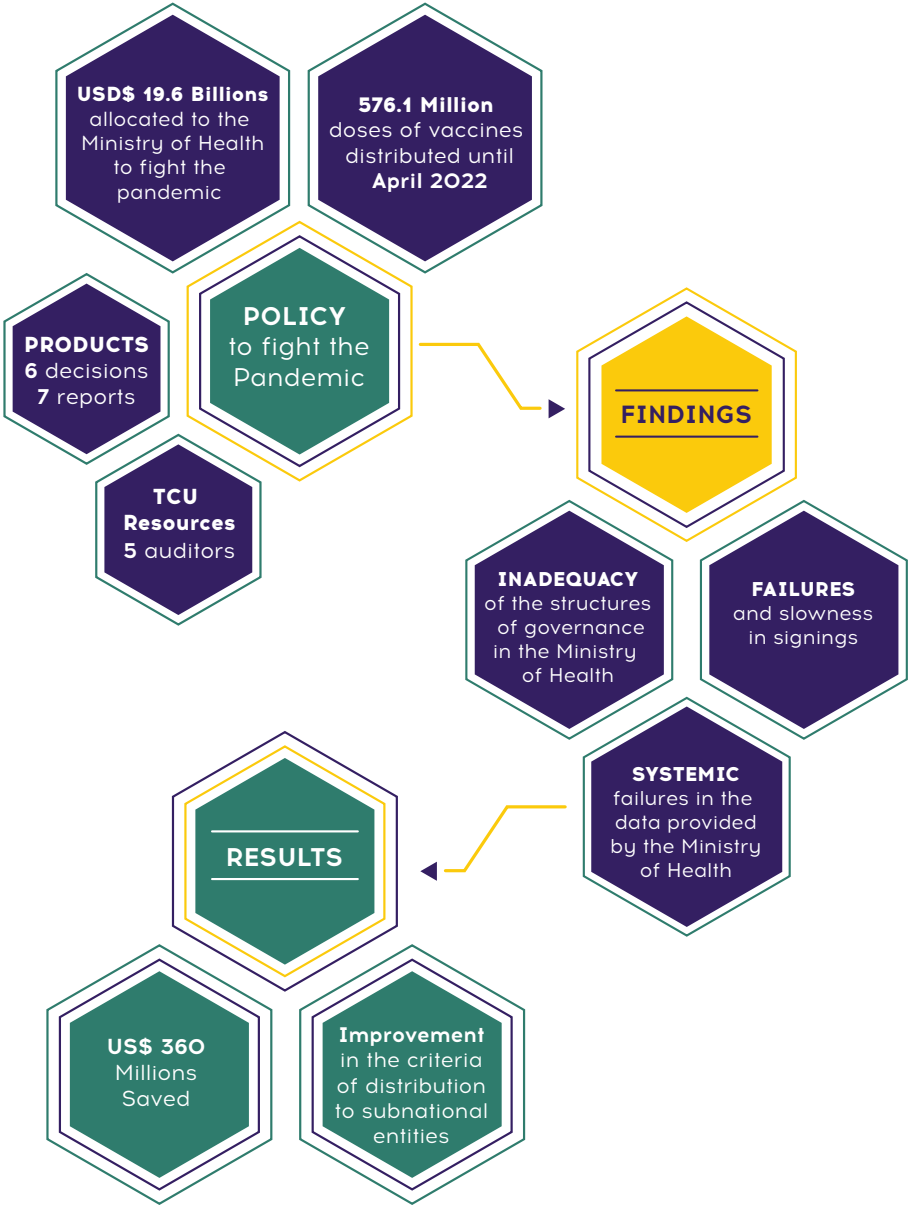 USD$ 19.6 Billions
allocated to the
Ministry of Health
to fight the
pandemic
576.1 Million
doses of vaccines
distributed until
April 2022
POLICY
to fight the
Pandemic
PRODUCTS
6 decisions
7 reports
TCU
Resources
5 auditors
FINDINGS
INADEQUACY
of the structures
of governance
in the Ministry
of Health
FAILURES
and slowness
in signings
SYSTEMIC
failures in the
data provided
by the Ministry
of Health
RESULTS
US$ 360
Millions
Saved
Improvement
in the criteria
of distribution
to subnational
entities